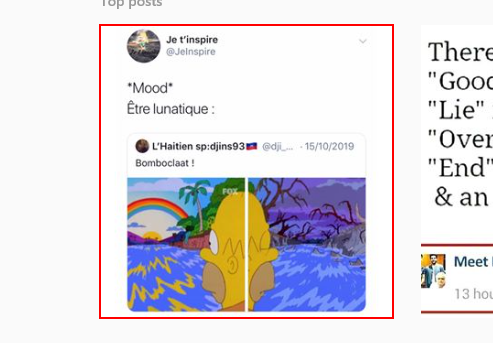 Top posts
Je t'inspire
@JeInspire
*Mood*
Être lunatique :
L'Haitien sp:djins93🇭🇹 @dji_... · 15/10/2019
Bomboclaat !
FOX
There
"Good
"Lie"
"Over
"End"
& an
Meet
13 hou